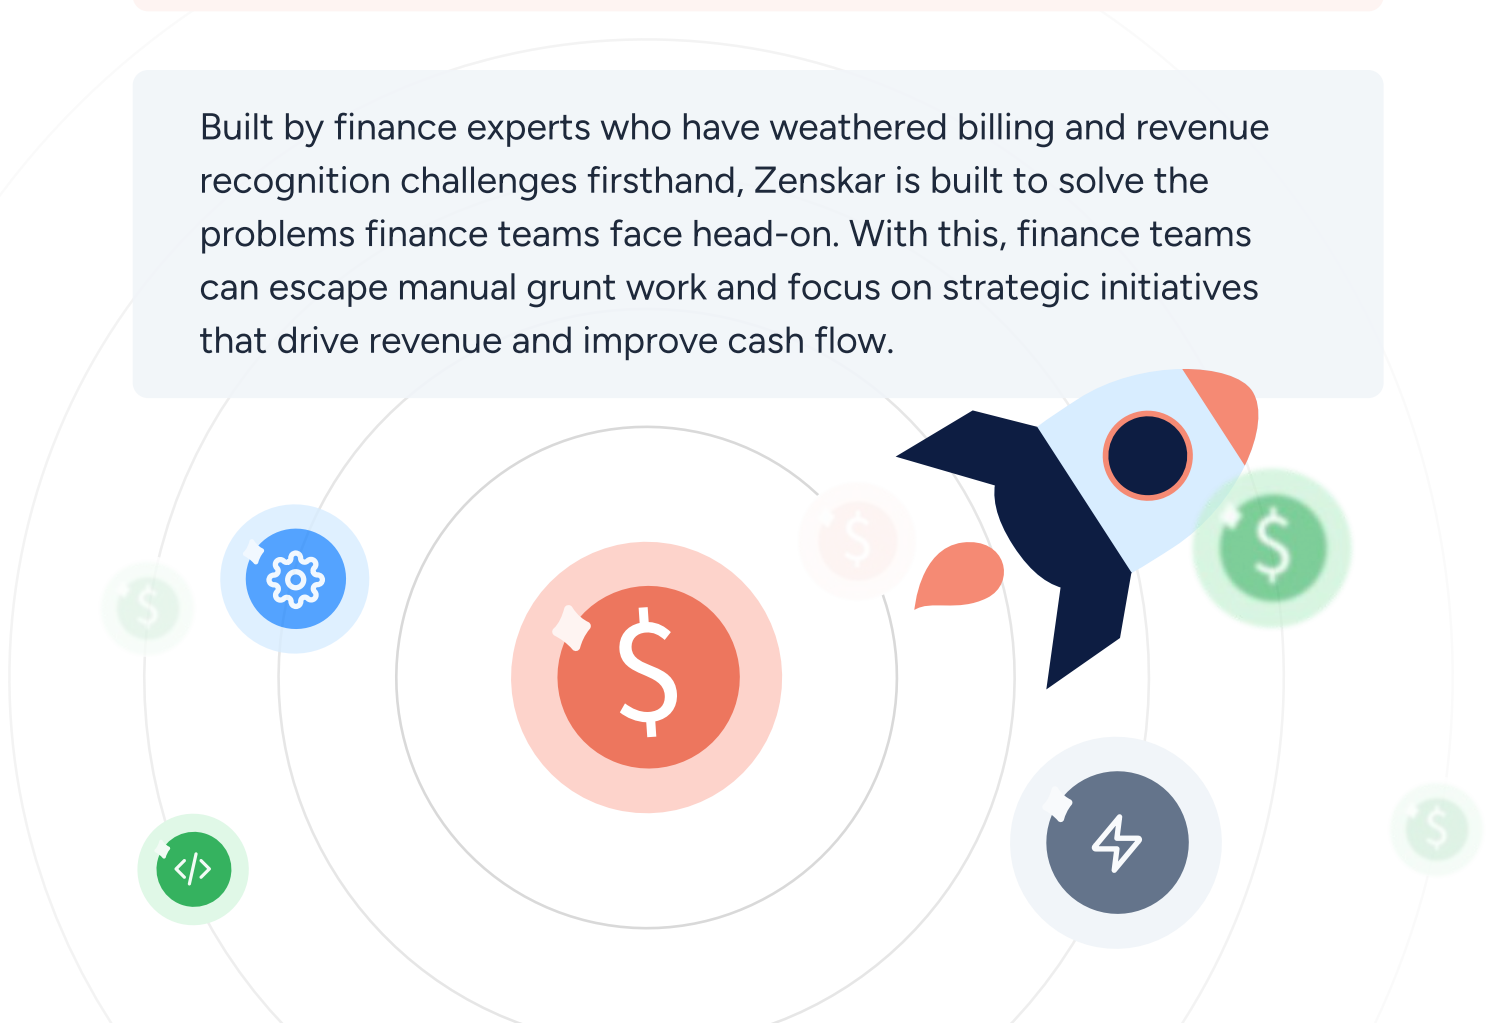 Built by finance experts who have weathered billing and revenue
recognition challenges firsthand, Zenskar is built to solve the
problems finance teams face head-on. With this, finance teams
can escape manual grunt work and focus on strategic initiatives
that drive revenue and improve cash flow.
$
$
$
$
</>
$
$